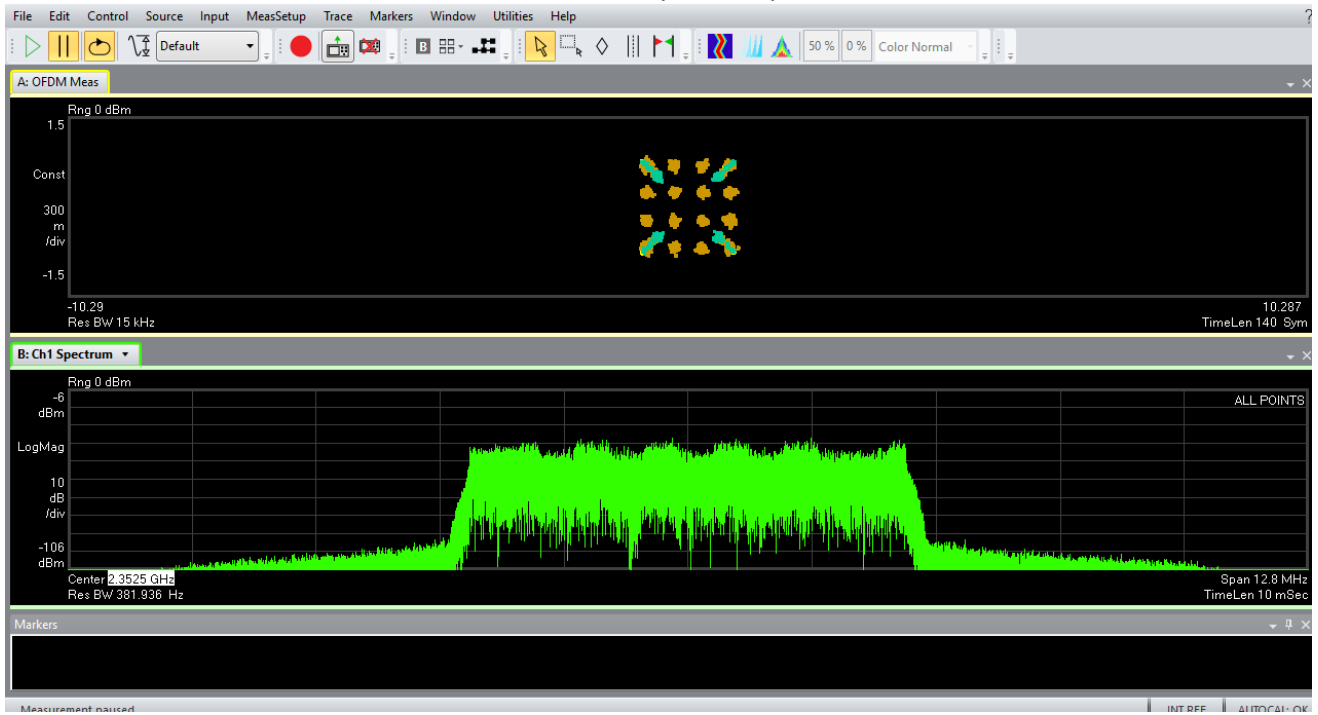 File Edit Control Source Input MeasSetup Trace Markers Window Utilities Help ?
Default B 50 % 0 % Color Normal
A: OFDM Meas
Rng 0 dBm
1.5
Const
300
m
/div
-1.5
-10.29 10.287
Res BW 15 kHz TimeLen 140 Sym
B: Ch1 Spectrum
Rng 0 dBm
-6 ALL POINTS
dBm
LogMag
10
dB
/div
-106
dBm
Center 2.3525 GHz Span 12.8 MHz
Res BW 381.936 Hz TimeLen 10 mSec
Markers
Measurement paused INT REF AUTOCAL: OK